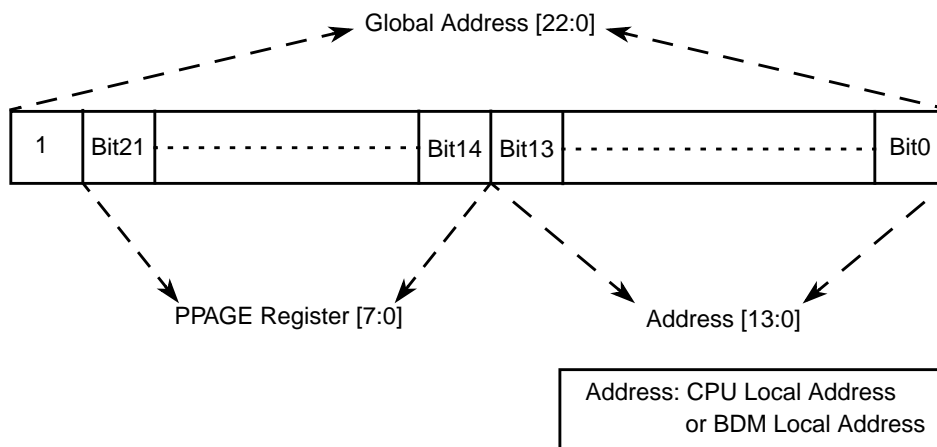 Global Address [22:0]
1 Bit21 Bit14 Bit13 Bit0
PPAGE Register [7:0]
Address [13:0]
Address: CPU Local Address
or BDM Local Address